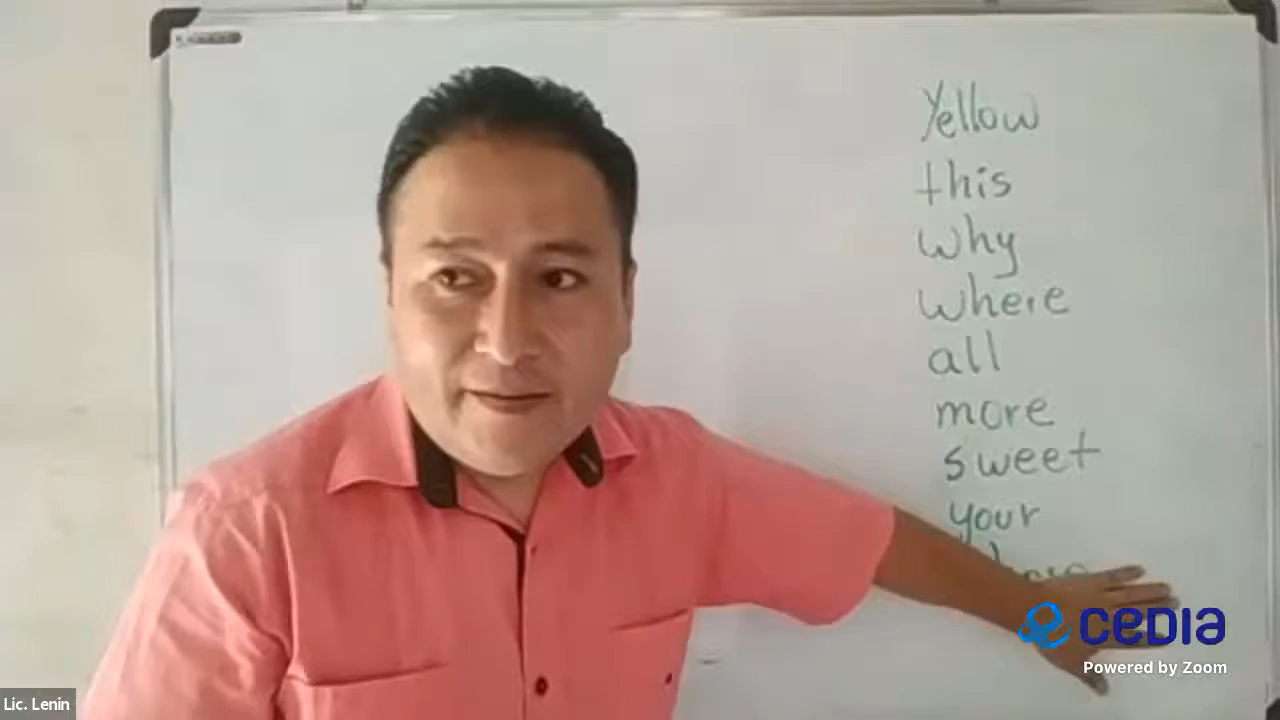 Yellow
this
why
where
all
more
sweet
your
CEDIA
Powered by Zoom
Lic. Lenin